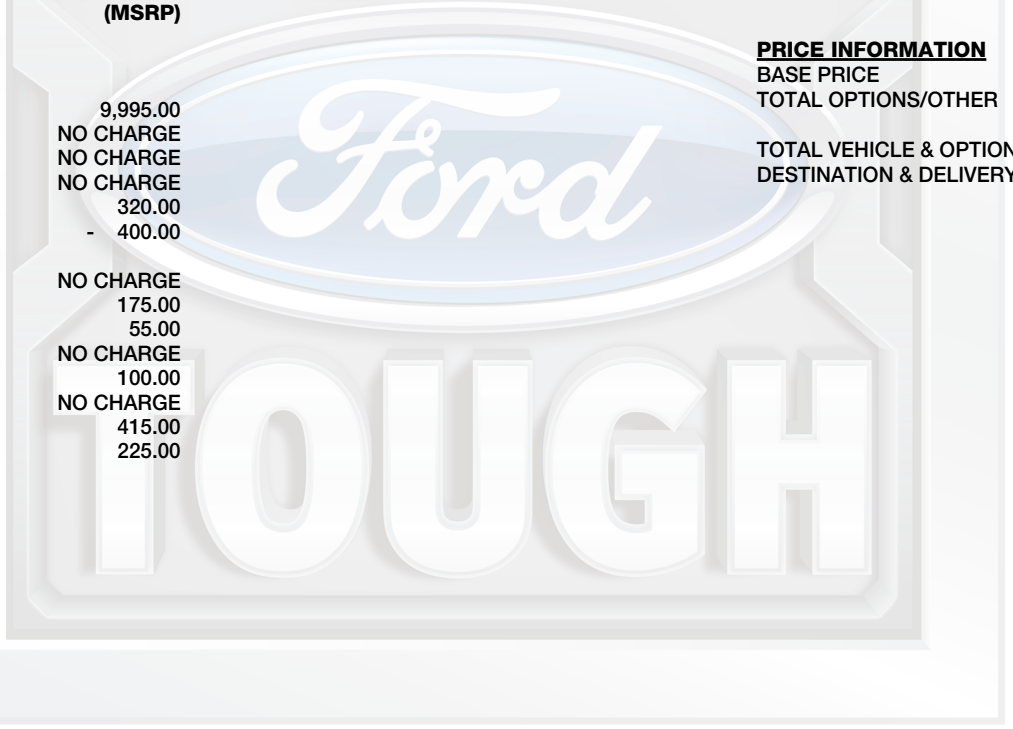 (MSRP)
9,995.00
NO CHARGE
NO CHARGE
NO CHARGE
320.00
- 400.00
NO CHARGE
175.00
55.00
NO CHARGE
100.00
NO CHARGE
415.00
225.00
PRICE INFORMATION
BASE PRICE
TOTAL OPTIONS/OTHER
TOTAL VEHICLE & OPTION
DESTINATION & DELIVERY
Ford
TOUGH